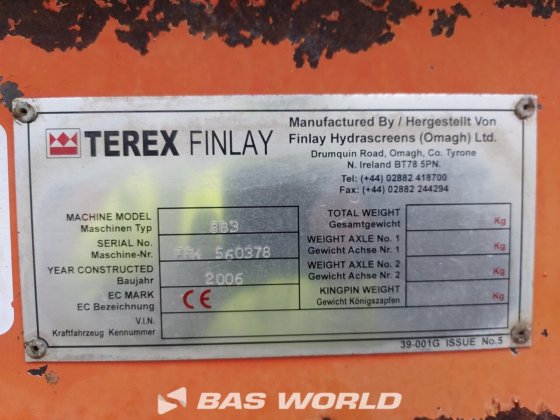 TEREX FINLAY
Manufactured By / Hergestellt Von
Finlay Hydrascreens (Omagh) Ltd.
Drumquin Road, Omagh, Co. Tyrone
N. Ireland BT78 5PN.
Tel: (+44) 02882 418700
Fax: (+44) 02882 244294
MACHINE MODEL 883
Maschinen Typ
SERIAL No. 560378
Maschine-Nr.
YEAR CONSTRUCTED 2006
Baujahr
EC MARK CE
EC Bezeichnung
V.I.N.
Kraftfahrzeug Kennummer
TOTAL WEIGHT Kg
Gesamtgewicht
WEIGHT AXLE No. 1 Kg
Gewicht Achse Nr. 1
WEIGHT AXLE No. 2 Kg
Gewicht Achse Nr. 2
KINGPIN WEIGHT Kg
Gewicht Königszapfen
39-001G ISSUE No.5
BAS WORLD